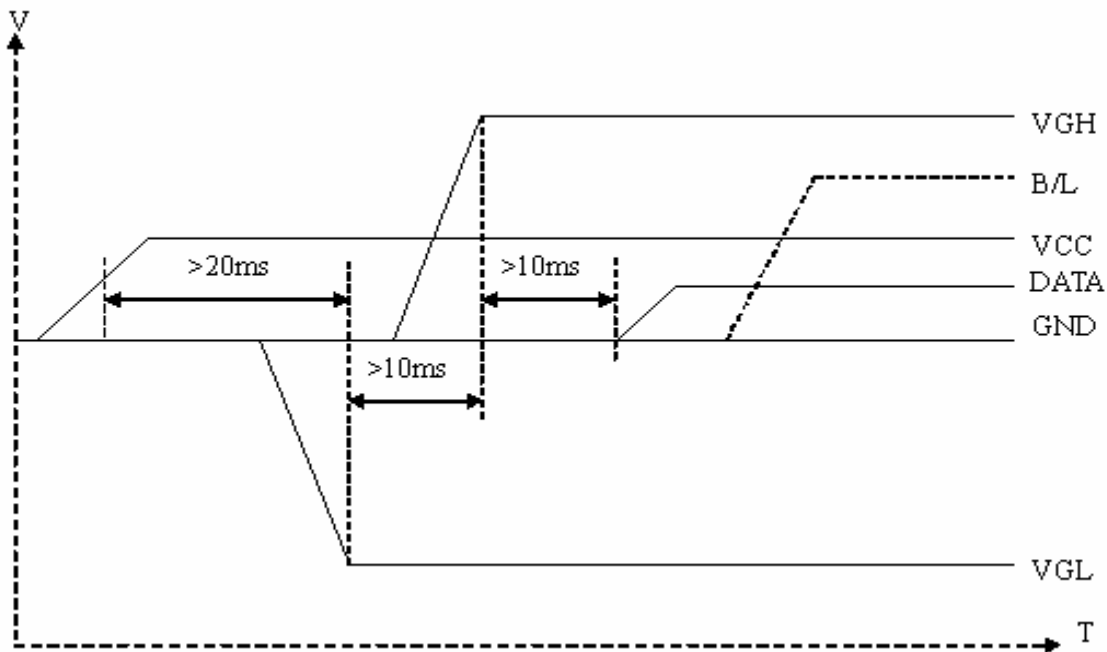 V
VGH
B/L
VCC
>20ms
>10ms
DATA
GND
>10ms
VGL
T